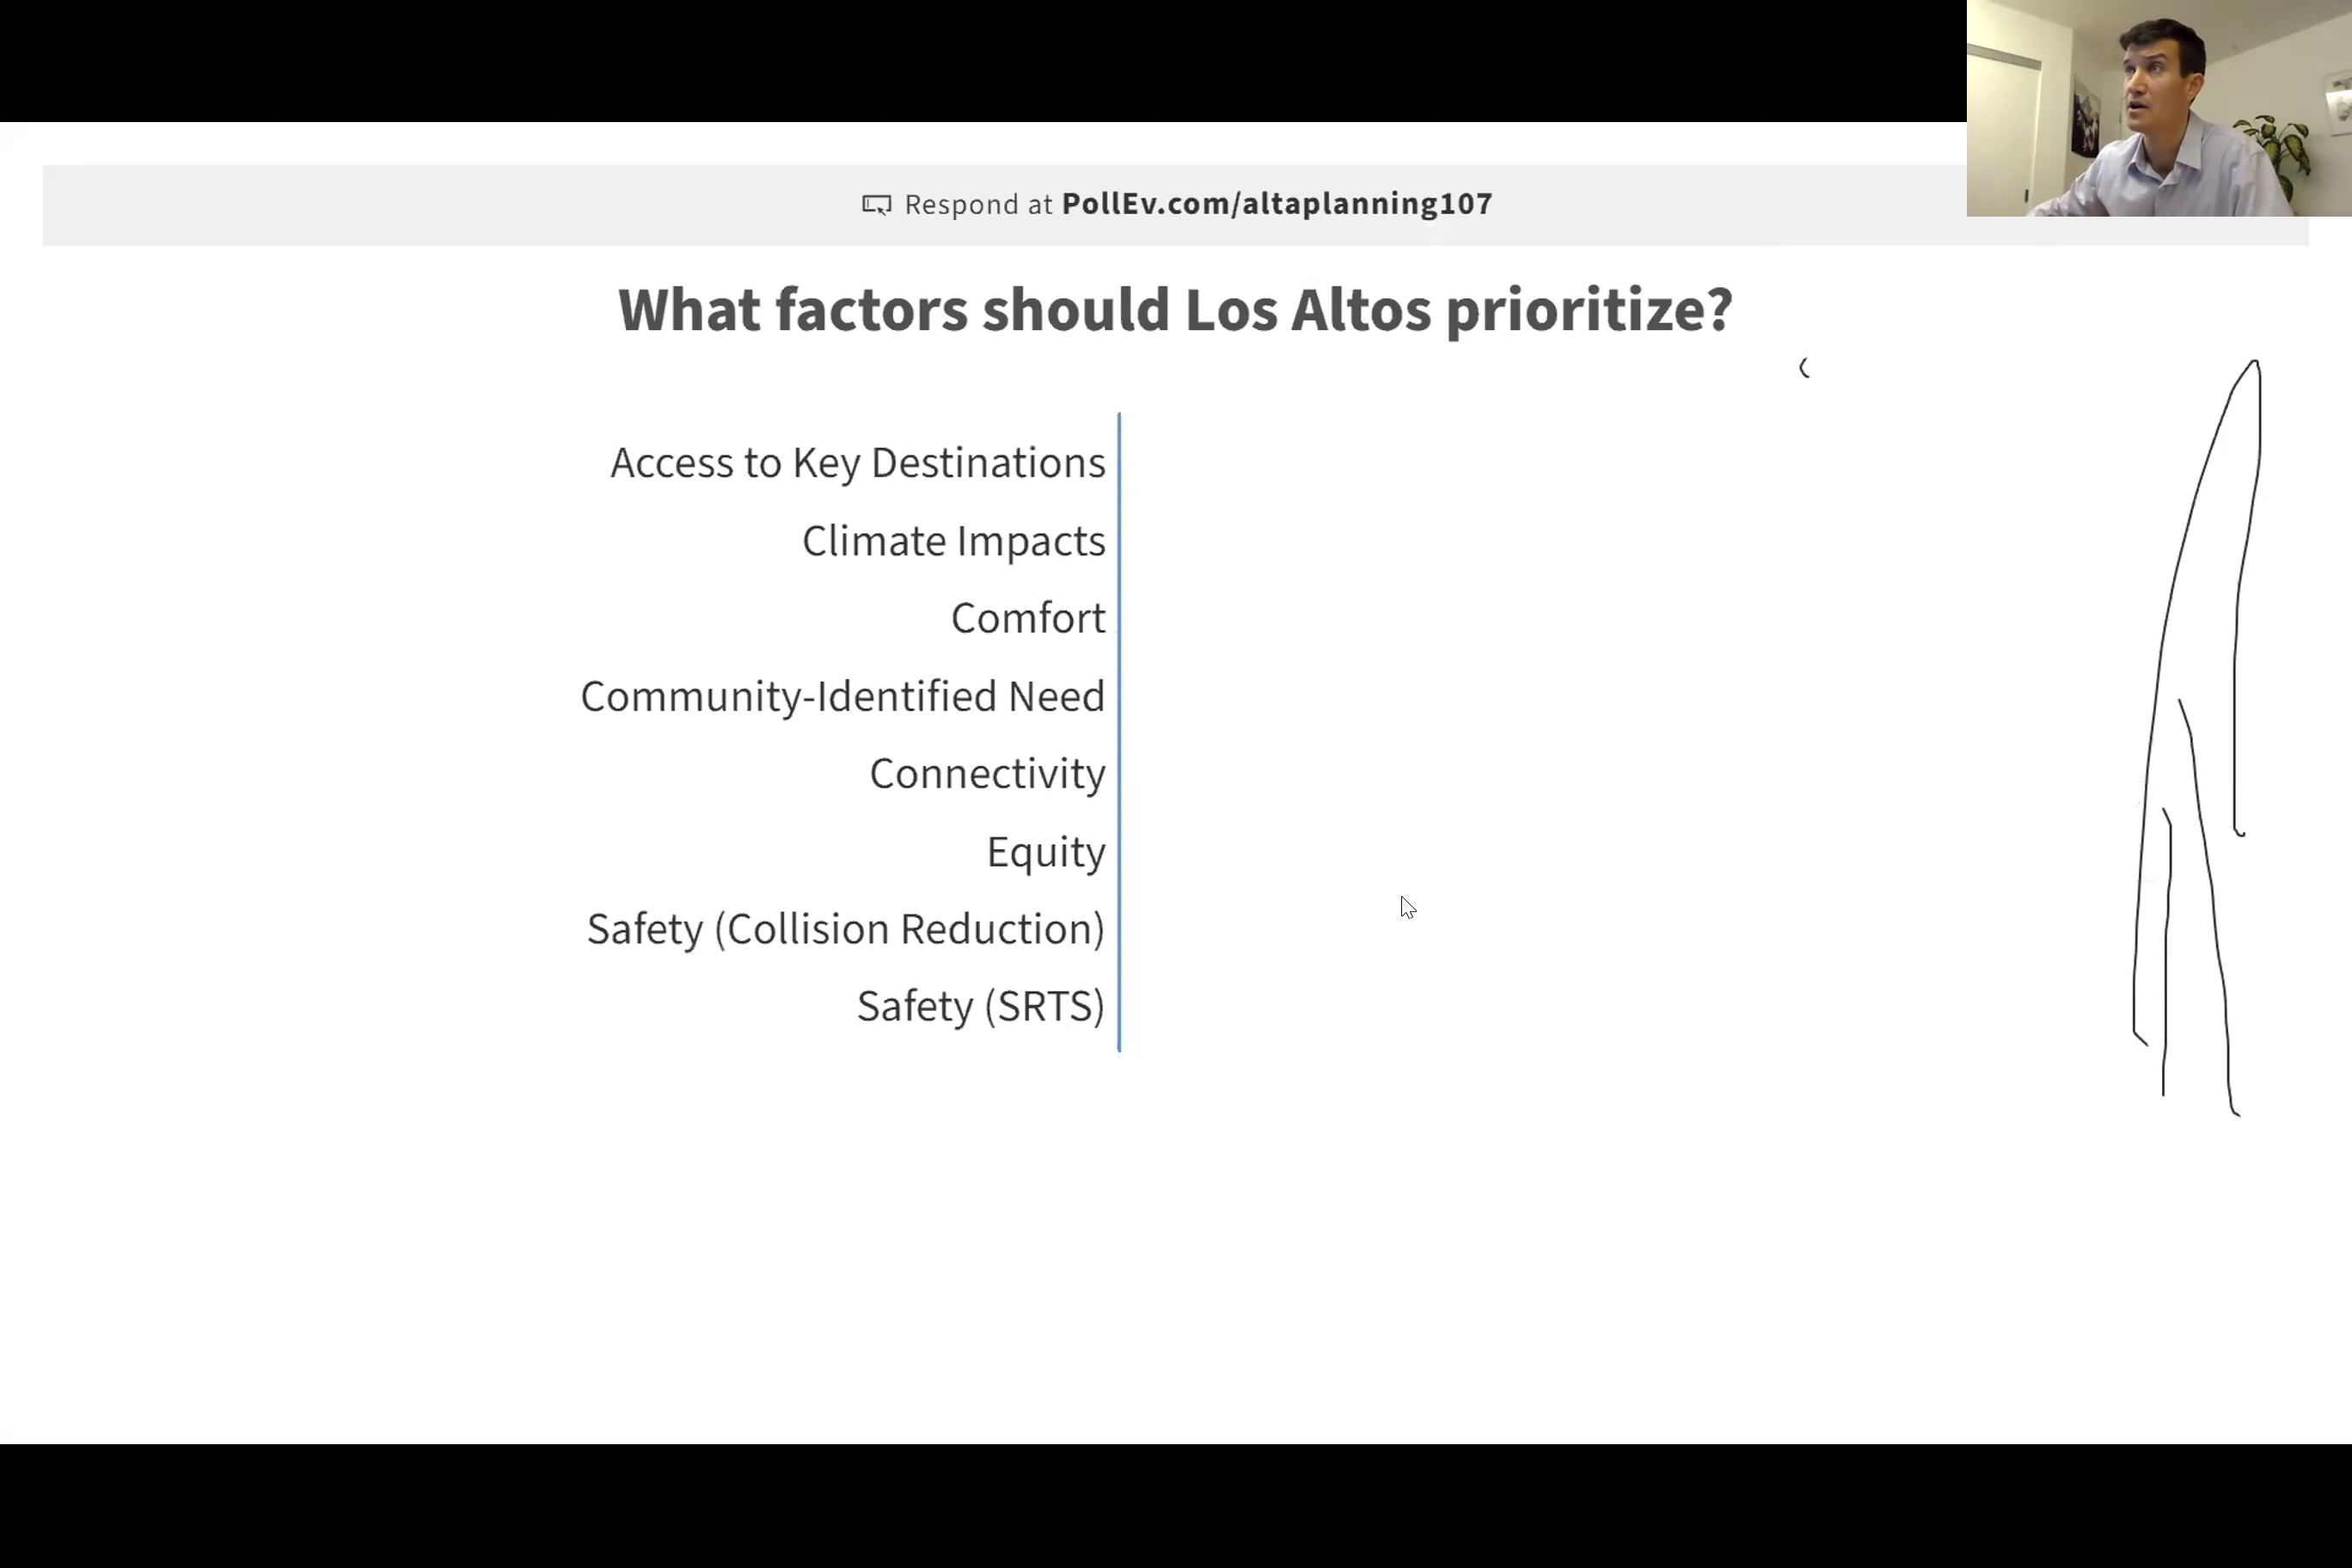 Respond at PollEv.com/altaplanning107
What factors should Los Altos prioritize?
Access to Key Destinations
Climate Impacts
Comfort
Community-Identified Need
Connectivity
Equity
Safety (Collision Reduction)
Safety (SRTS)